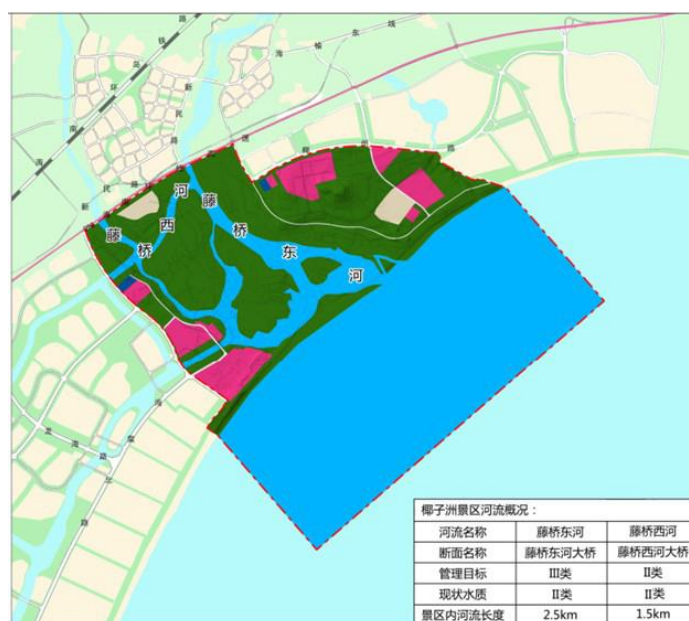 藤桥西河
藤桥东河
椰子洲景区河流概况：
河流名称 藤桥东河 藤桥西河
断面名称 藤桥东河大桥 藤桥西河大桥
管理目标 III类 II类
现状水质 II类 II类
景区内河流长度 2.5km 1.5km